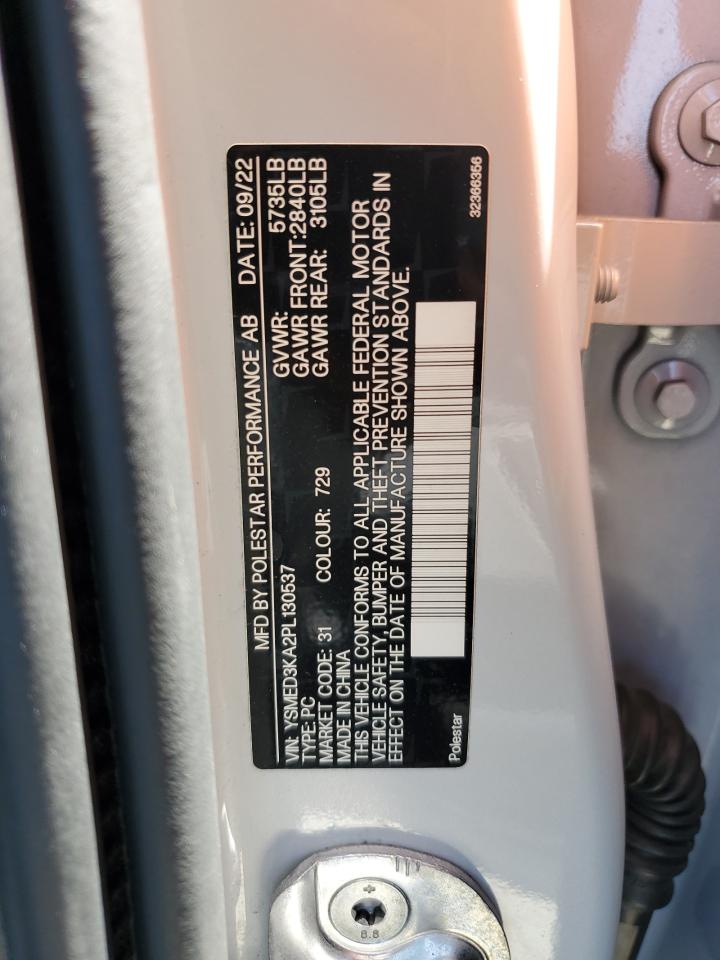 MFD BY POLESTAR PERFORMANCE AB DATE: 09/22
VIN: YSMED3KA2PL130537 GVWR: 5735LB
TYPE: PC GAWR FRONT:2840LB
MARKET CODE: 31 COLOUR: 729 GAWR REAR: 3105LB
MADE IN CHINA
THIS VEHICLE CONFORMS TO ALL APPLICABLE FEDERAL MOTOR
VEHICLE SAFETY, BUMPER AND THEFT PREVENTION STANDARDS IN
EFFECT ON THE DATE OF MANUFACTURE SHOWN ABOVE.
Polestar 32366356
8.8